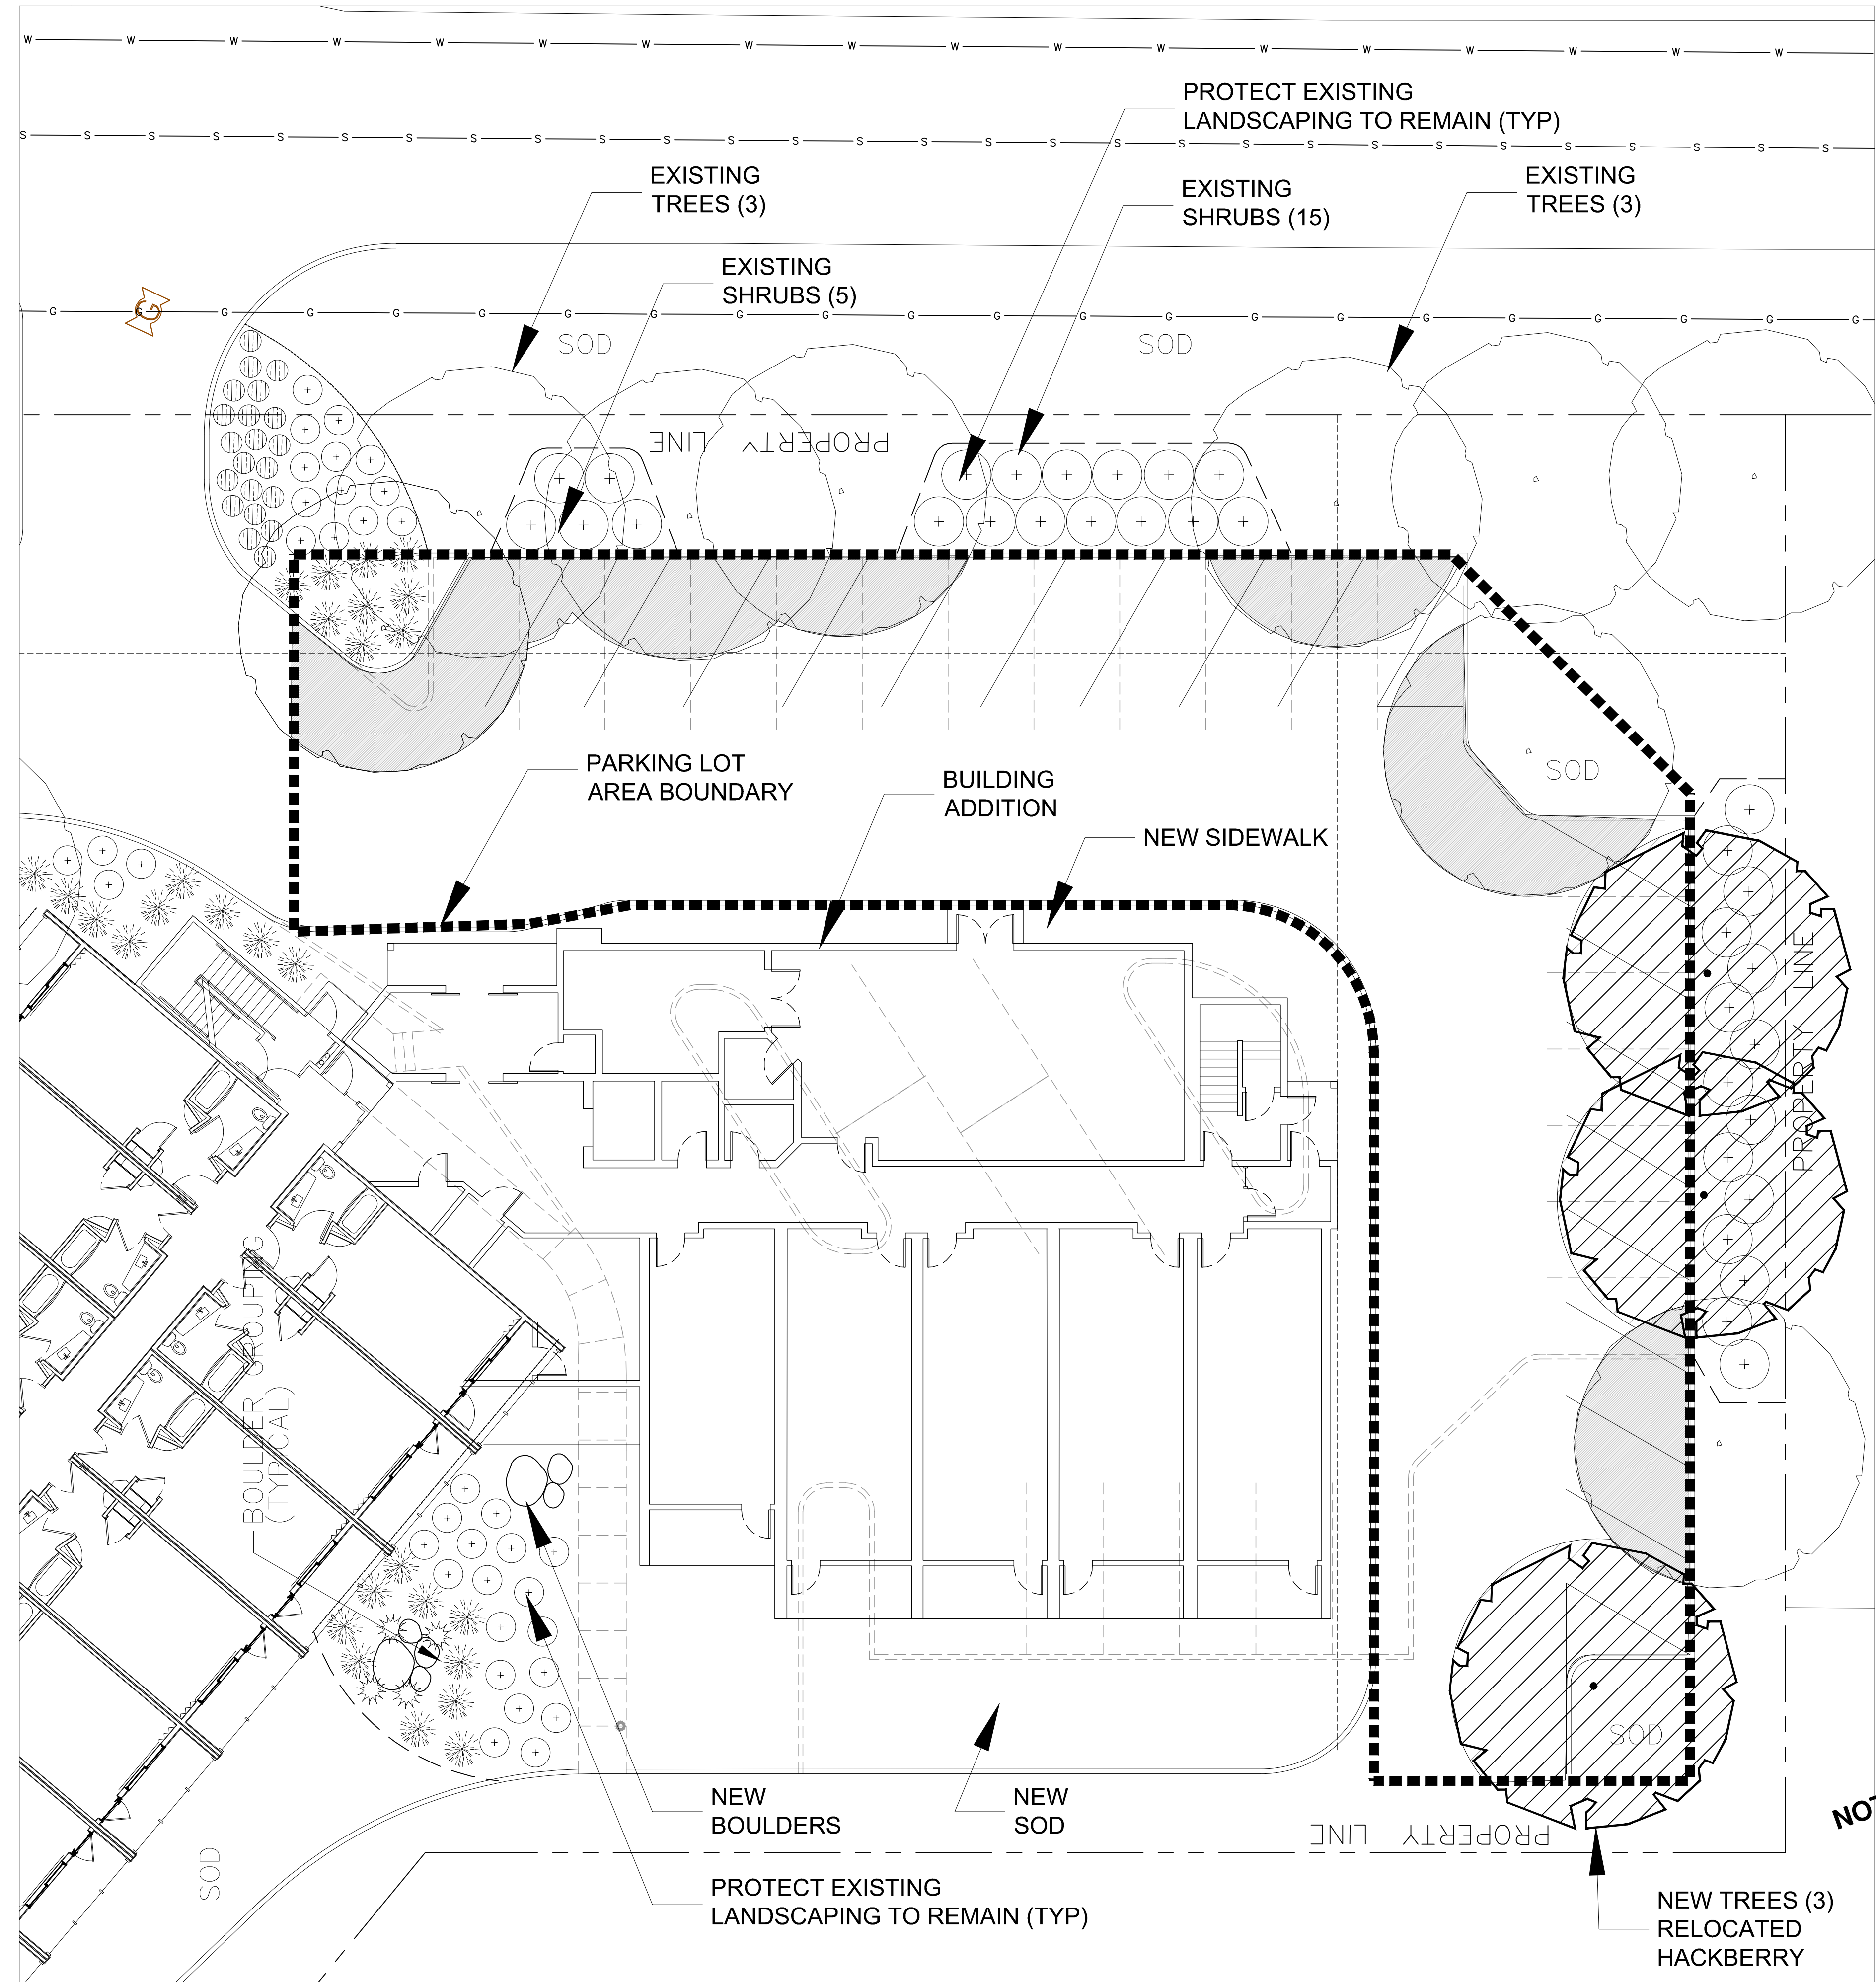 W W W W W W W W W W W W W W W W W W
PROTECT EXISTING
LANDSCAPING TO REMAIN (TYP)
S S S S S S S S S S S S S S S S S S S S S S S S S S S S S
EXISTING
TREES (3)
EXISTING
SHRUBS (15)
EXISTING
TREES (3)
EXISTING
SHRUBS (5)
G
G G G G G G G G G G G G G G G G G G G G G G
SOD
SOD
PROPERTY LINE
PARKING LOT
AREA BOUNDARY
BUILDING
ADDITION
NEW SIDEWALK
SOD
PROPERTY LINE
BOULDER GROUPING
(TYPICAL)
SOD
NEW
BOULDERS
NEW
SOD
PROPERTY LINE
NOT
SOD
PROTECT EXISTING
LANDSCAPING TO REMAIN (TYP)
NEW TREES (3)
RELOCATED
HACKBERRY